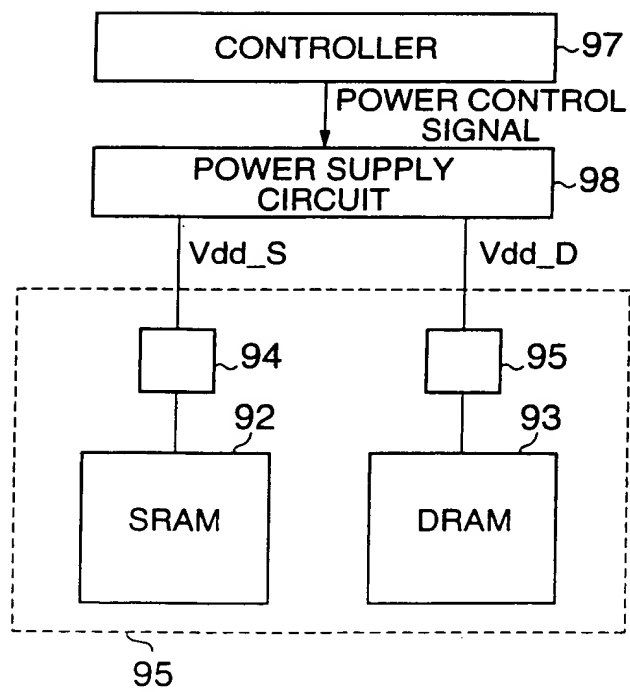 CONTROLLER
97
POWER CONTROL
SIGNAL
POWER SUPPLY
CIRCUIT
98
Vdd_S
Vdd_D
94
95
92
93
SRAM
DRAM
95